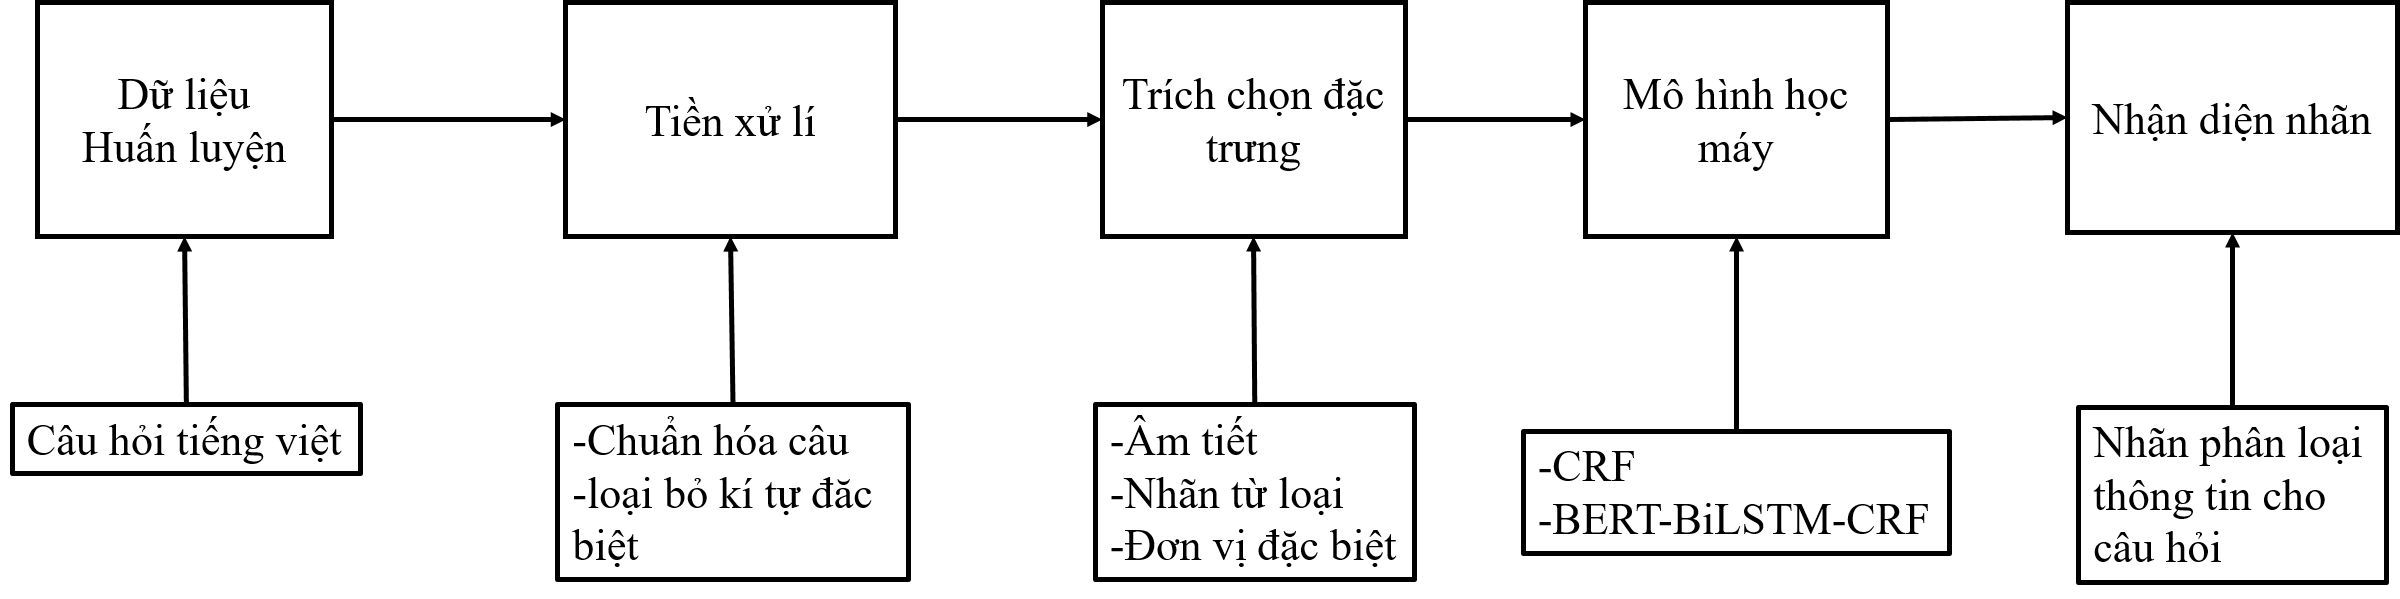 Dữ liệu
Huấn luyện
Tiền xử lí
Trích chọn đặc
trưng
Mô hình học
máy
Nhận diện nhãn
Câu hỏi tiếng việt
-Chuẩn hóa câu
-loại bỏ kí tự đăc
biệt
-Âm tiết
-Nhãn từ loại
-Đơn vị đặc biệt
-CRF
-BERT-BiLSTM-CRF
Nhãn phân loại
thông tin cho
câu hỏi